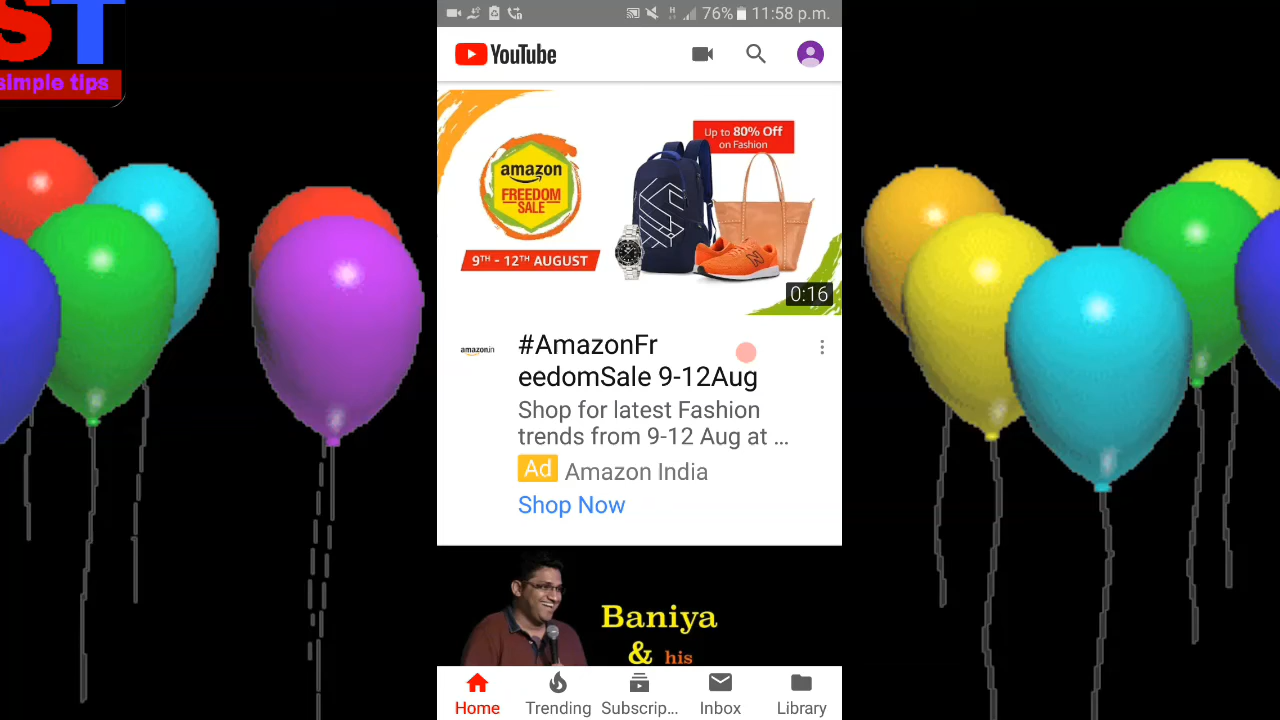 ST
simple tips
76% 11:58 p.m.
YouTube
Up to 80% Off
on Fashion
amazon
FREEDOM
SALE
9TH - 12TH AUGUST
N
0:16
amazon.in
#AmazonFr
eedomSale 9-12Aug
Shop for latest Fashion
trends from 9-12 Aug at ...
Ad Amazon India
Shop Now
Baniya
& his
Home Trending Subscrip... Inbox Library